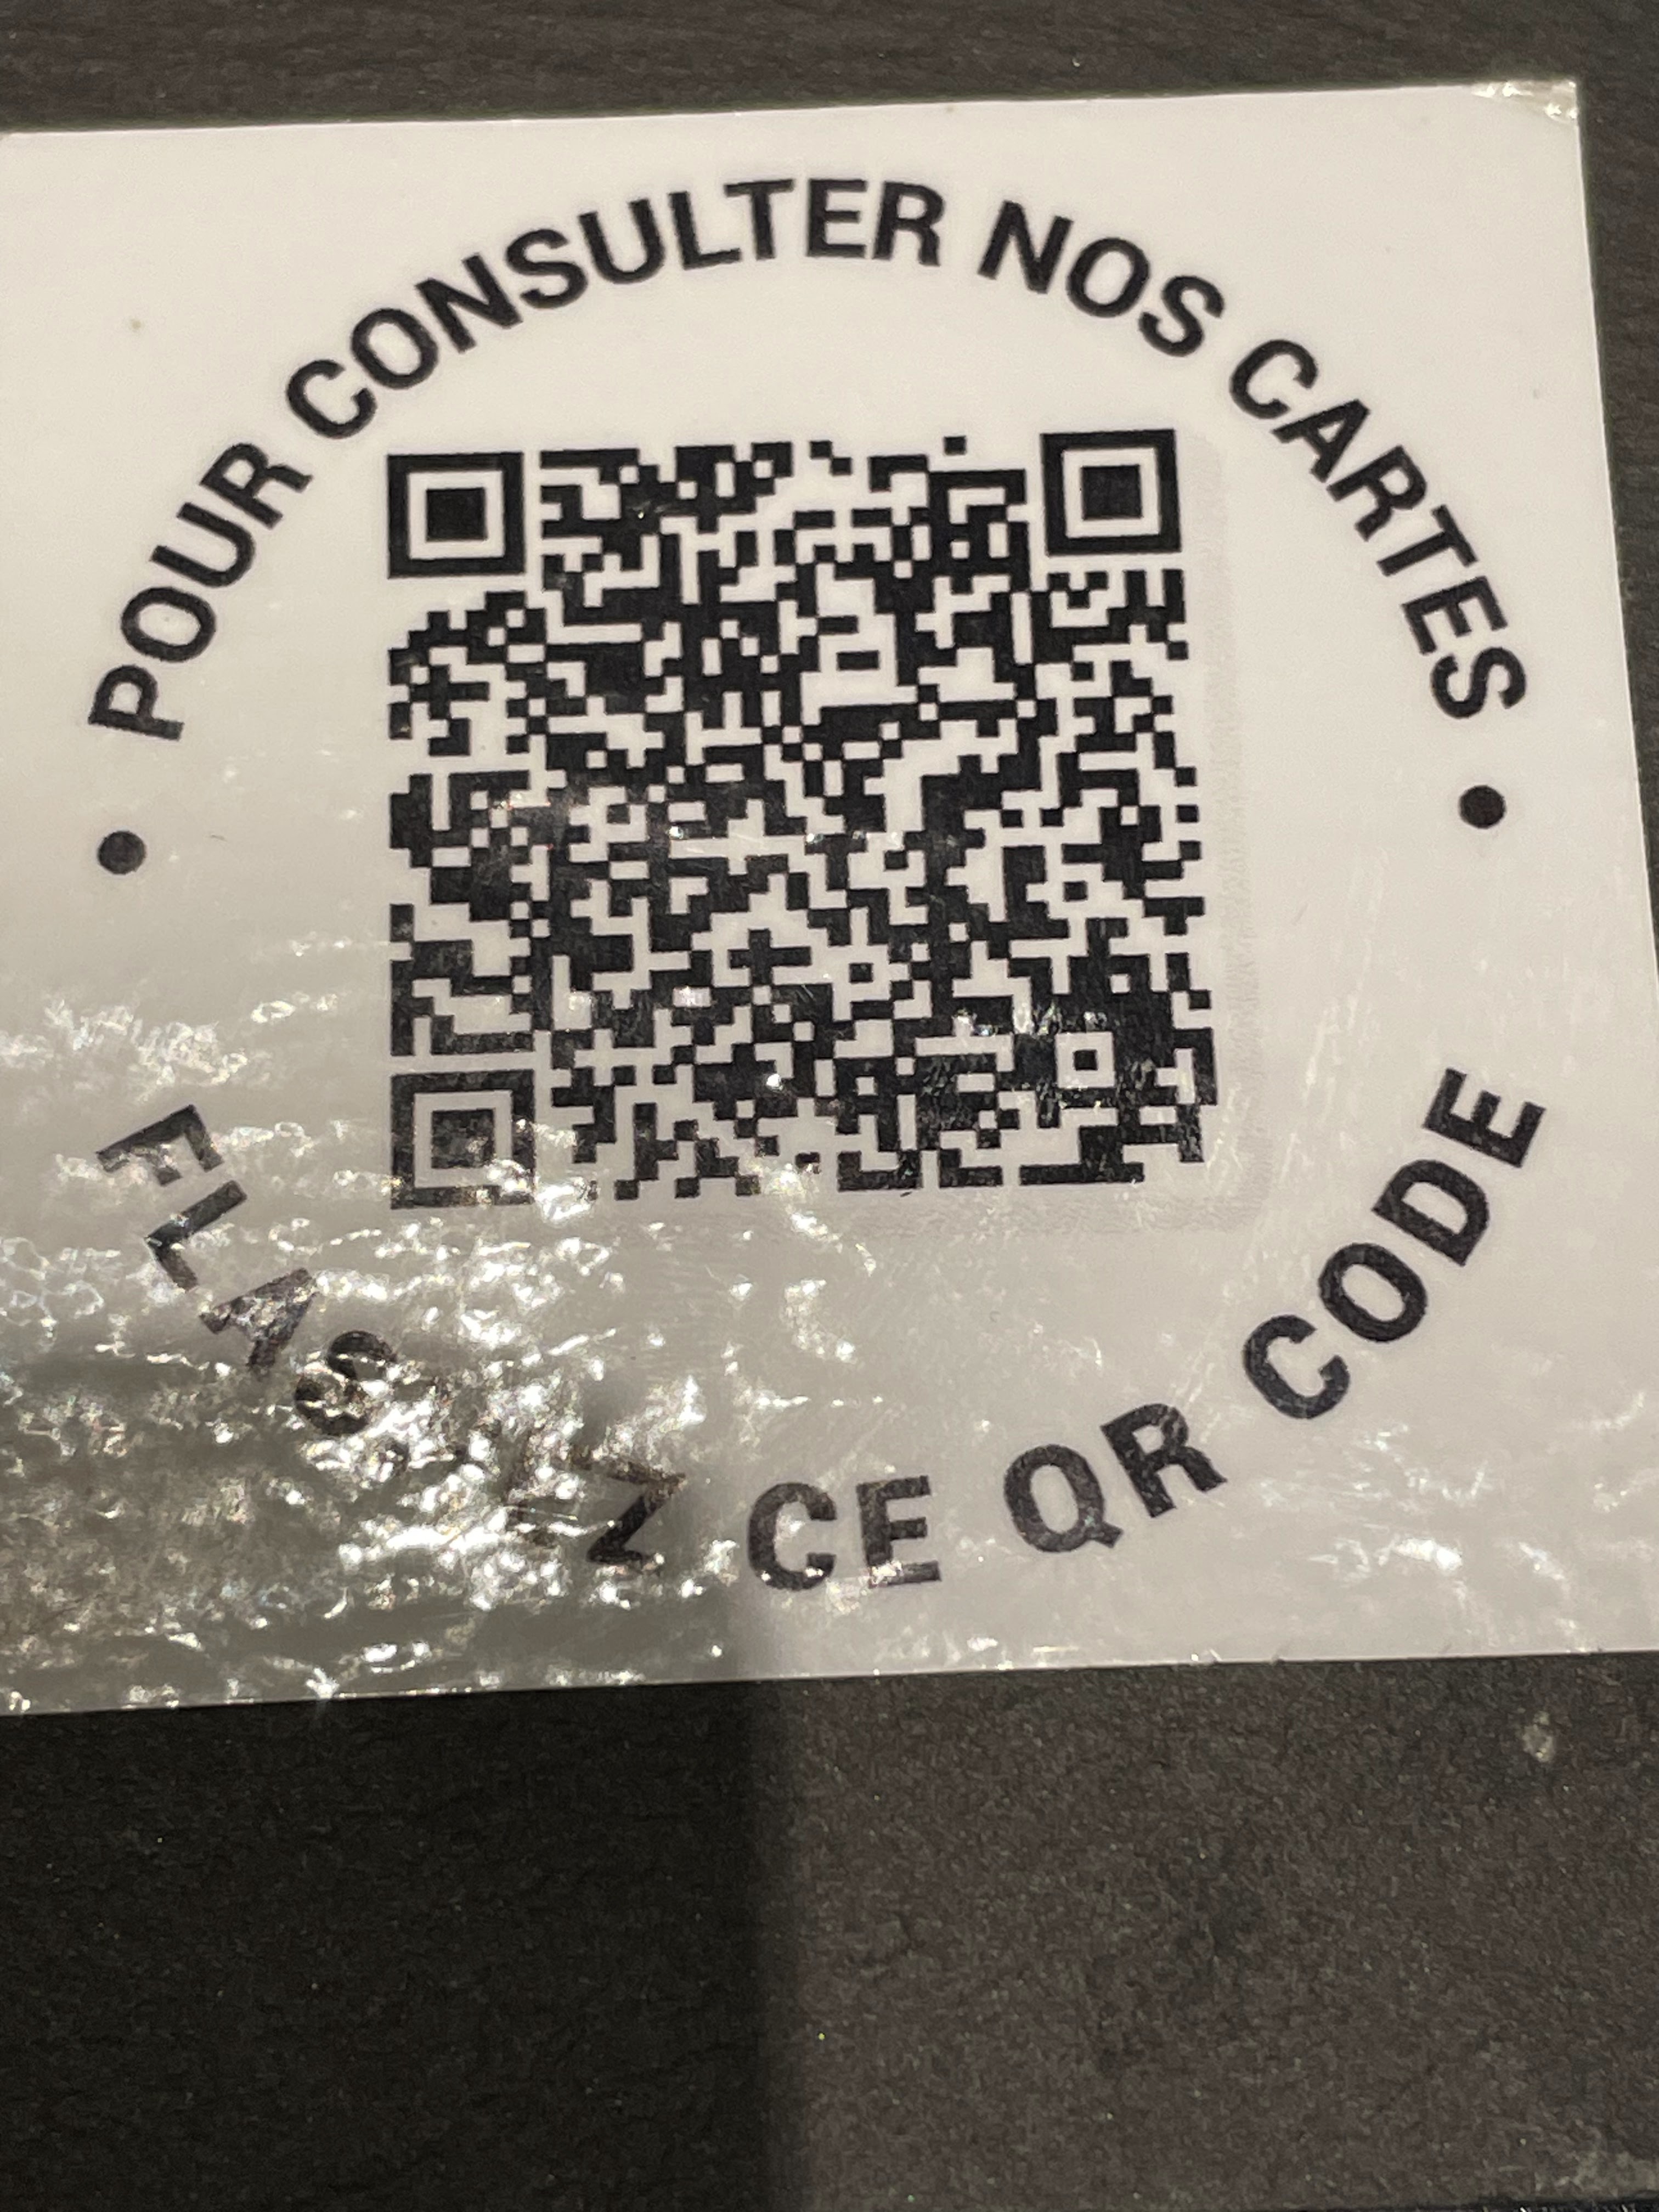 • POUR CONSULTER NOS CARTES •
CE QR CODE